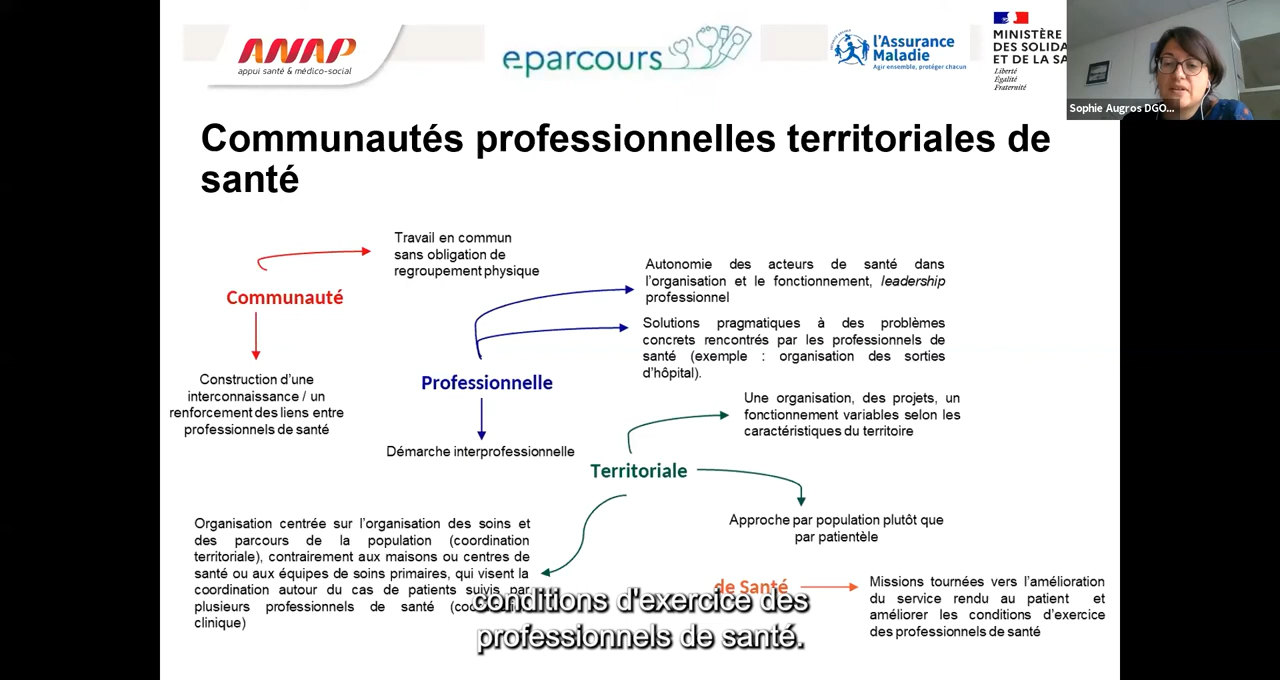 ANAP
appui santé & médico-social
e-parcours
l'Assurance
Maladie
Agir ensemble, protéger chacun
MINISTÈRE
DES SOLIDA
ET DE LA SA
Liberté
Égalité
Fraternité
Sophie Augros DGO...
Communautés professionnelles territoriales de
santé
Travail en commun
sans obligation de
regroupement physique
Communauté
Construction d'une
interconnaissance / un
renforcement des liens entre
professionnels de santé
Autonomie des acteurs de santé dans
l'organisation et le fonctionnement, leadership
professionnel
Solutions pragmatiques à des problèmes
concrets rencontrés par les professionnels de
santé (exemple : organisation des sorties
d'hôpital).
Professionnelle
Démarche interprofessionnelle
Une organisation, des projets, un
fonctionnement variables selon les
caractéristiques du territoire
Territoriale
Approche par population plutôt que
par patientèle
Organisation centrée sur l'organisation des soins et
des parcours de la population (coordination
territoriale), contrairement aux maisons ou centres de
santé ou aux équipes de soins primaires, qui visent la
coordination autour du cas de patients suivis par
plusieurs professionnels de santé
clinique)
de Santé
Missions tournées vers l'amélioration
du service rendu au patient et
améliorer les conditions d'exercice
des professionnels de santé
conditions d'exercice des
professionnels de santé.